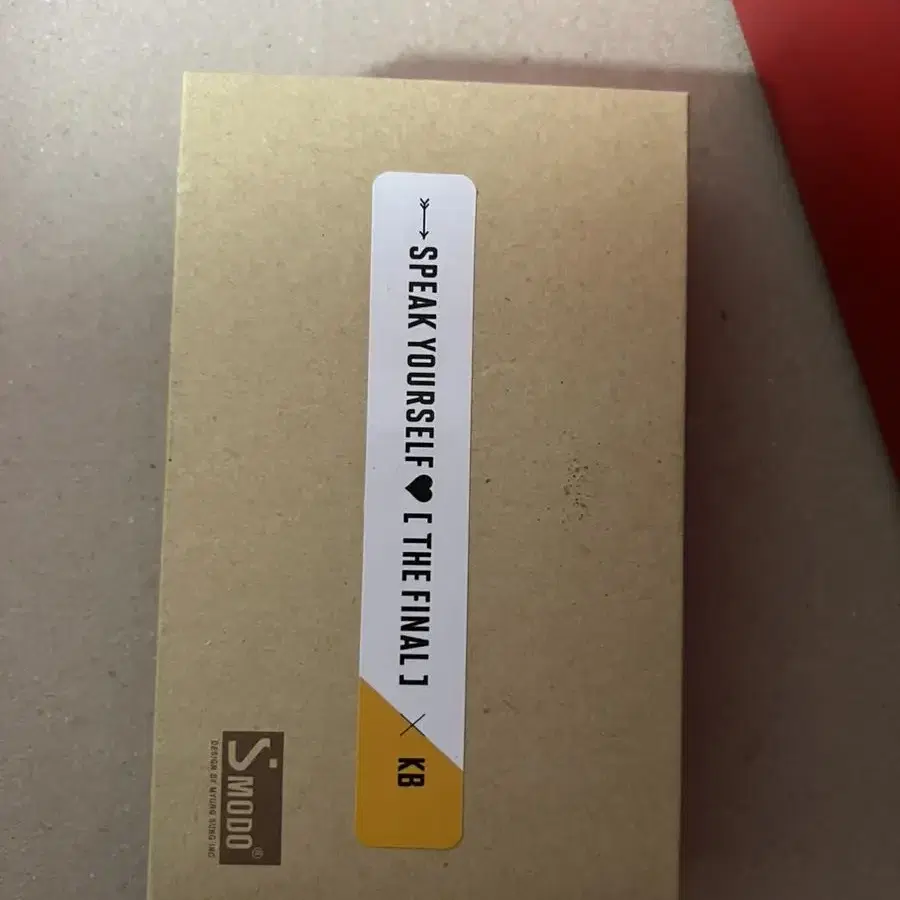 SPEAK YOURSELF♥[ THE FINAL ] × KB
S'MODO®
DESIGN BY MYUNG SUNG INC